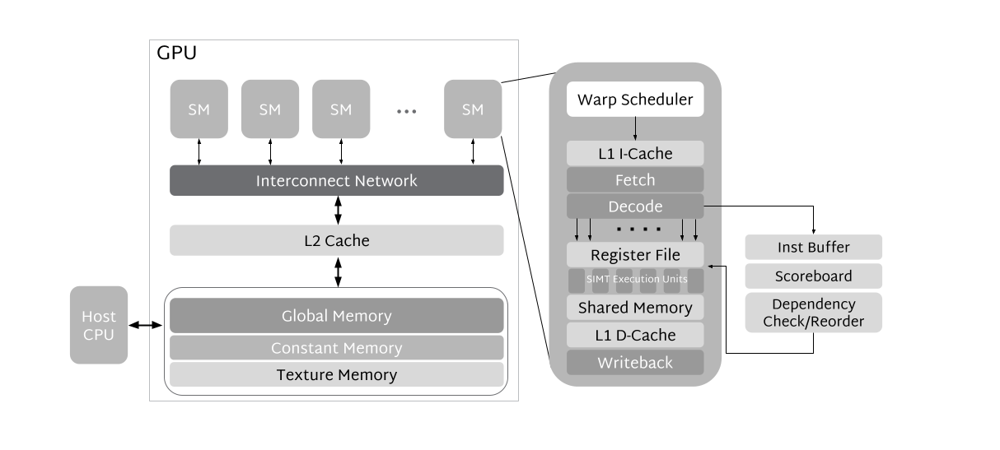 GPU
SM
SM
SM
...
SM
Interconnect Network
L2 Cache
Global Memory
Constant Memory
Texture Memory
Host
CPU
Warp Scheduler
L1 I-Cache
Fetch
Decode
. . . .
Register File
SIMT Execution Units
Shared Memory
L1 D-Cache
Writeback
Inst Buffer
Scoreboard
Dependency
Check/Reorder